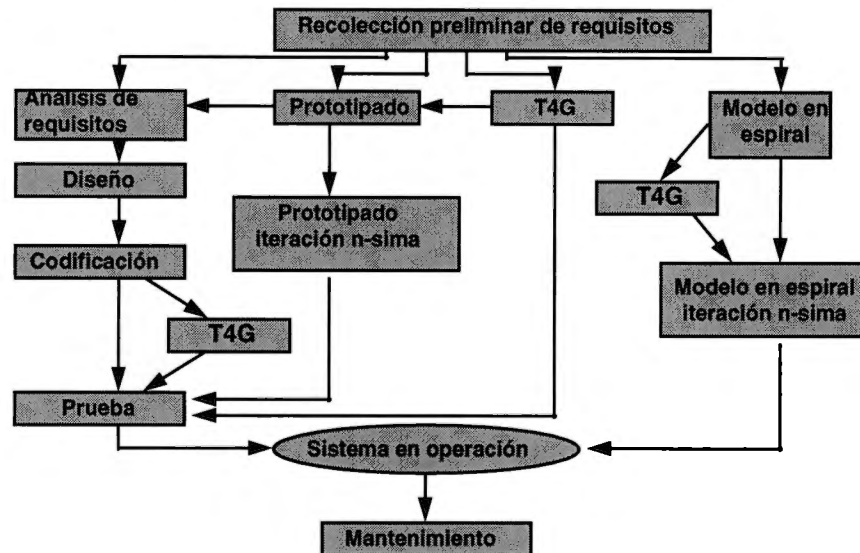 Recolección preliminar de requisitos
Análisis de
requisitos
Prototipado
T4G
Modelo en
espiral
Diseño
T4G
Prototipado
iteración n-sima
Codificación
Modelo en espiral
iteración n-sima
T4G
Prueba
Sistema en operación
Mantenimiento